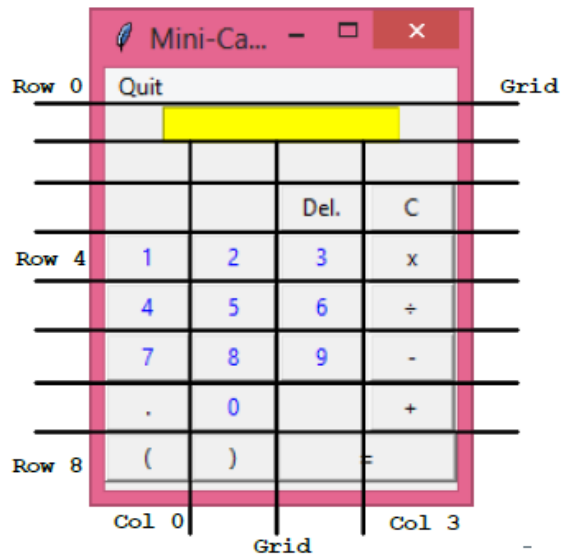 Mini-Ca...
Row 0 Quit Grid
Del. C
Row 4 1 2 3 x
4 5 6 ÷
7 8 9 -
. 0 +
Row 8 ( ) =
Col 0 Col 3
Grid